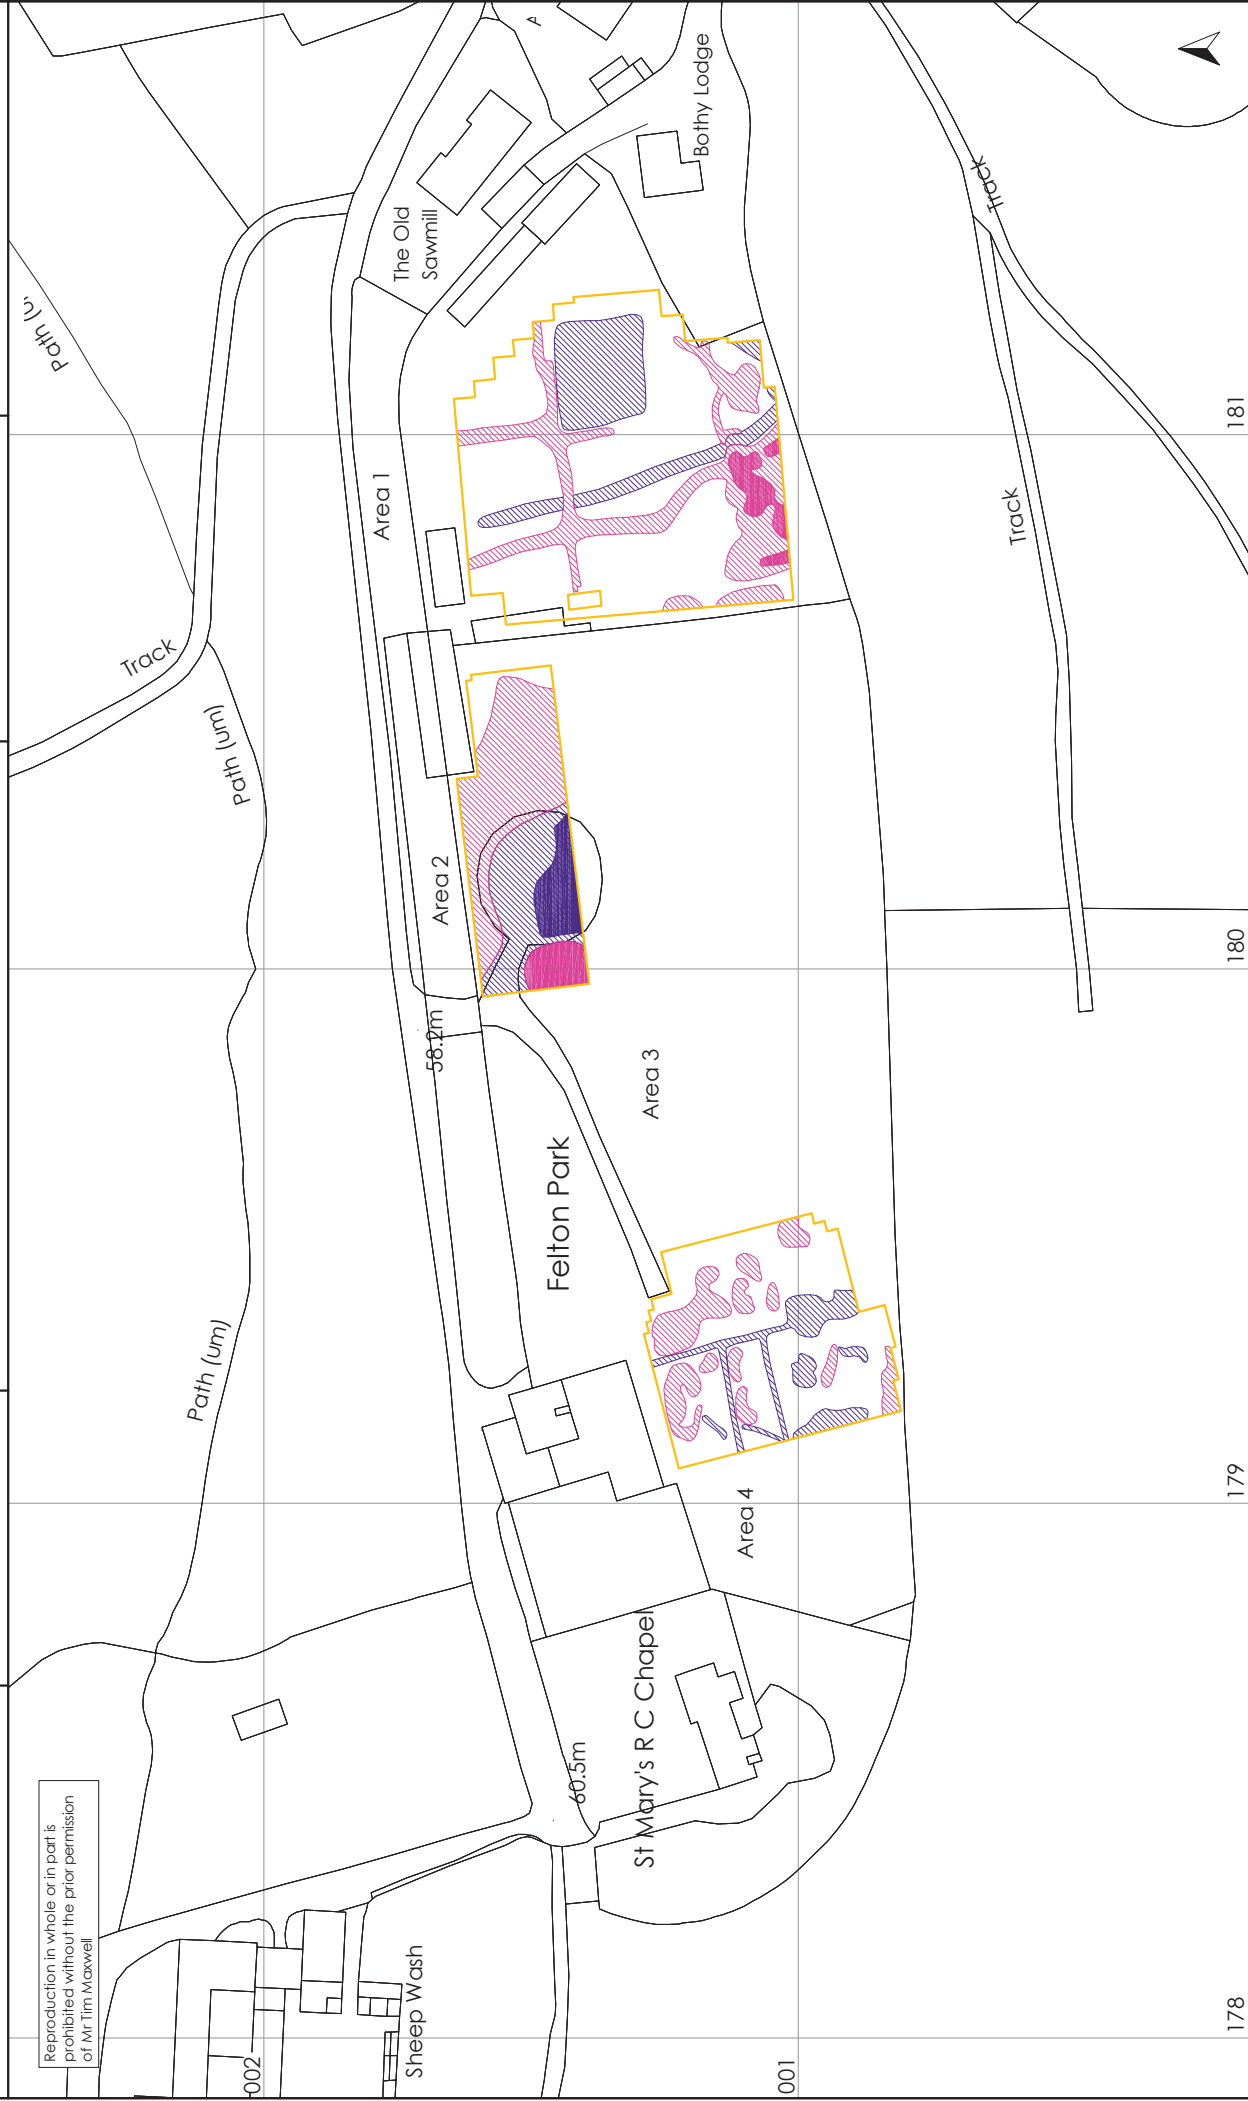 Reproduction in whole or in part is
prohibited without the prior permission
of Mr Tim Maxwell
002
Sheep Wash
Path (um)
Path (um)
Track
60.5m
St Mary's R C Chapel
58.2m
Felton Park
Area 4
Area 3
Area 2
Area 1
The Old
Sawmill
Bothy Lodge
Track
Track
001
178
179
180
181